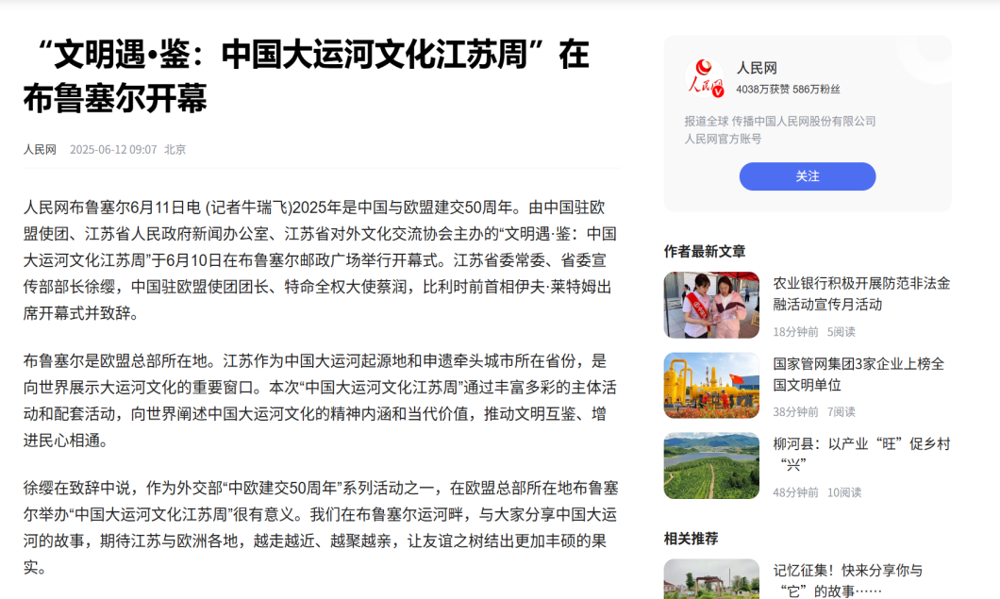 “文明遇•鉴：中国大运河文化江苏周”在
布鲁塞尔开幕
人民网 2025-06-12 09:07 北京
人民网布鲁塞尔6月11日电 (记者牛瑞飞)2025年是中国与欧盟建交50周年。由中国驻欧
盟使团、江苏省人民政府新闻办公室、江苏省对外文化交流协会主办的“文明遇·鉴：中国
大运河文化江苏周”于6月10日在布鲁塞尔邮政广场举行开幕式。江苏省委常委、省委宣
传部部长徐缨，中国驻欧盟使团团长、特命全权大使蔡润，比利时前首相伊夫·莱特姆出
席开幕式并致辞。
布鲁塞尔是欧盟总部所在地。江苏作为中国大运河起源地和申遗牵头城市所在省份，是
向世界展示大运河文化的重要窗口。本次“中国大运河文化江苏周”通过丰富多彩的主体活
动和配套活动，向世界阐述中国大运河文化的精神内涵和当代价值，推动文明互鉴、增
进民心相通。
徐缨在致辞中说，作为外交部“中欧建交50周年”系列活动之一，在欧盟总部所在地布鲁塞
尔举办“中国大运河文化江苏周”很有意义。我们在布鲁塞尔运河畔，与大家分享中国大运
河的故事，期待江苏与欧洲各地，越走越近、越聚越亲，让友谊之树结出更加丰硕的果
实。
人民网
人民网
4038万获赞 586万粉丝
报道全球 传播中国人民网股份有限公司
人民网官方账号
关注
作者最新文章
农业银行积极开展防范非法金
融活动宣传月活动
18分钟前 5阅读
国家管网集团3家企业上榜全
国文明单位
38分钟前 7阅读
柳河县：以产业“旺”促乡村
“兴”
48分钟前 10阅读
相关推荐
记忆征集！快来分享你与
“它”的故事……